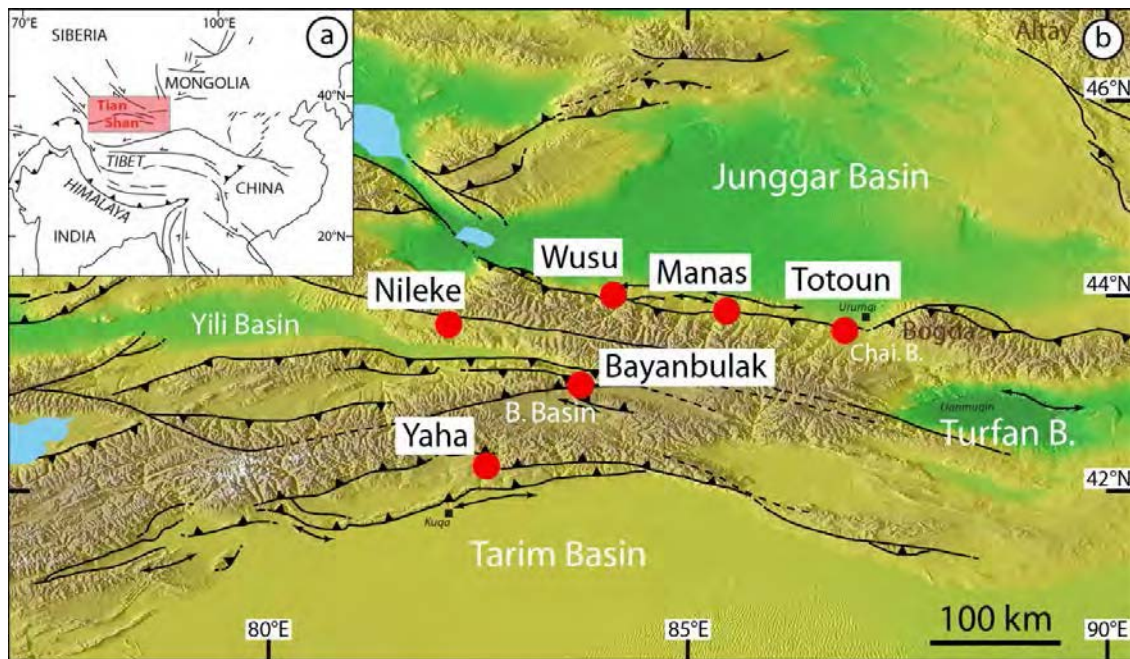 70°E
100°E
SIBERIA
a
MONGOLIA
40°N
Tian
Shan
TIBET
CHINA
HIMALAYA
20°N
INDIA
b
Altay
46°N
Junggar Basin
Wusu
Manas
Totoun
Nileke
Urumqi
44°N
Yili Basin
Bogda
Chai. B.
Bayanbulak
B. Basin
Turfan B.
Yaha
42°N
Kuqa
Tarim Basin
100 km
80°E
85°E
90°E